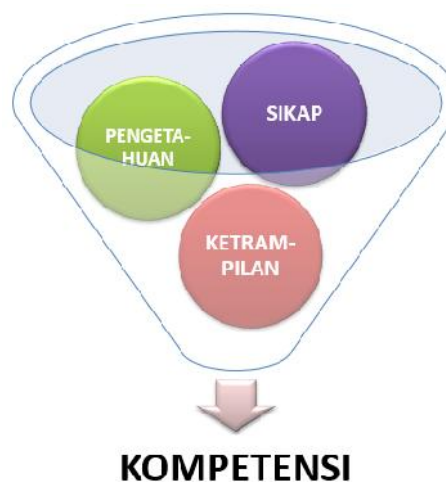 PENGETA-
HUAN
SIKAP
KETRAM-
PILAN
KOMPETENSI